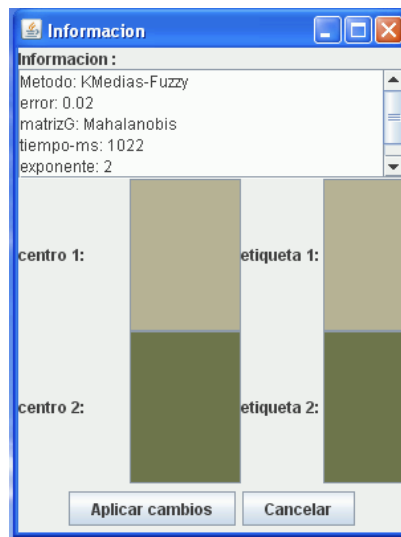 Informacion
Informacion :
Metodo: KMedias-Fuzzy
error: 0.02
matrizG: Mahalanobis
tiempo-ms: 1022
exponente: 2
centro 1:
etiqueta 1:
centro 2:
etiqueta 2:
Aplicar cambios
Cancelar